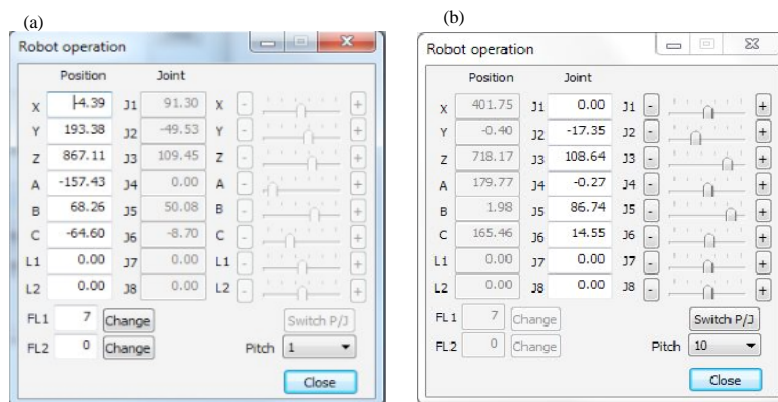 (a)
Robot operation
Position Joint
X -4.39 J1 91.30 X - +
Y 193.38 J2 -49.53 Y - +
Z 867.11 J3 109.45 Z - +
A -157.43 J4 0.00 A - +
B 68.26 J5 50.08 B - +
C -64.60 J6 -8.70 C - +
L1 0.00 J7 0.00 L1 - +
L2 0.00 J8 0.00 L2 - +
FL1 7 Change Switch P/J
FL2 0 Change Pitch 1
Close
(b)
Robot operation
Position Joint
X 401.75 J1 0.00 J1 - +
Y -0.40 J2 -17.35 J2 - +
Z 718.17 J3 108.64 J3 - +
A 179.77 J4 -0.27 J4 - +
B 1.98 J5 86.74 J5 - +
C 165.46 J6 14.55 J6 - +
L1 0.00 J7 0.00 J7 - +
L2 0.00 J8 0.00 J8 - +
FL1 7 Change Switch P/J
FL2 0 Change Pitch 10
Close